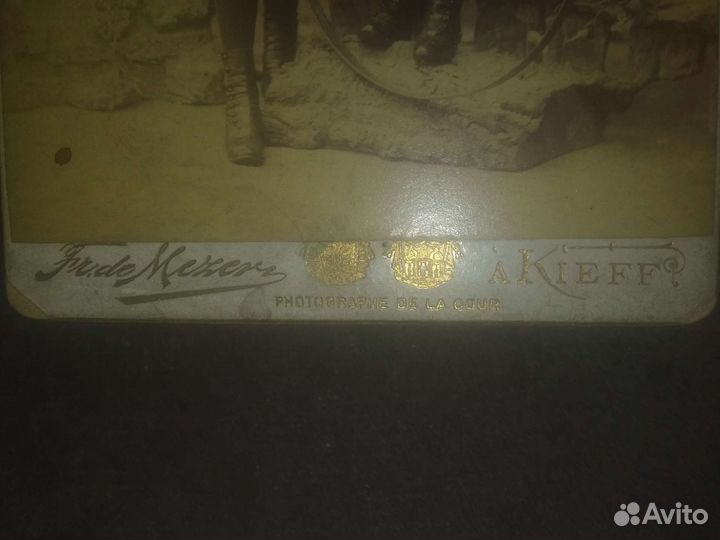 Fr. de Mezer
À KIEFF
PHOTOGRAPHE DE LA COUR
Avito